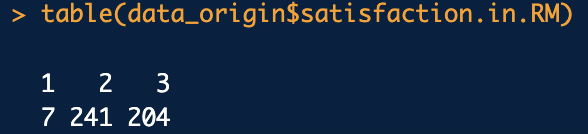 > table(data_origin$satisfaction.in.RM)
1 2 3
7 241 204